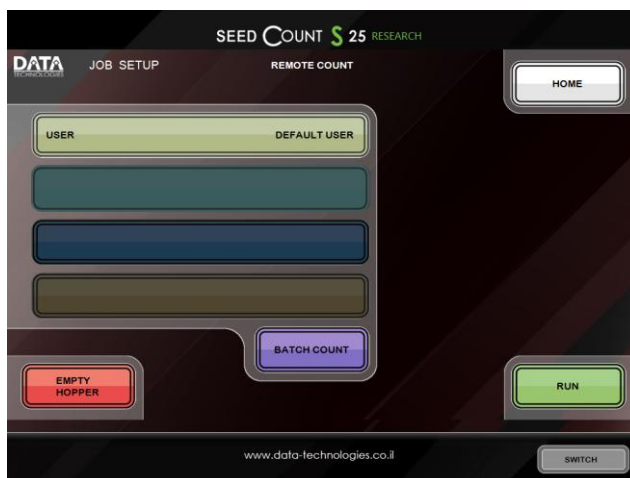 SEED COUNT S 25 RESEARCH
DATA
TECHNOLOGIES
JOB SETUP
REMOTE COUNT
HOME
USER DEFAULT USER
BATCH COUNT
EMPTY
HOPPER
RUN
www.data-technologies.co.il
SWITCH